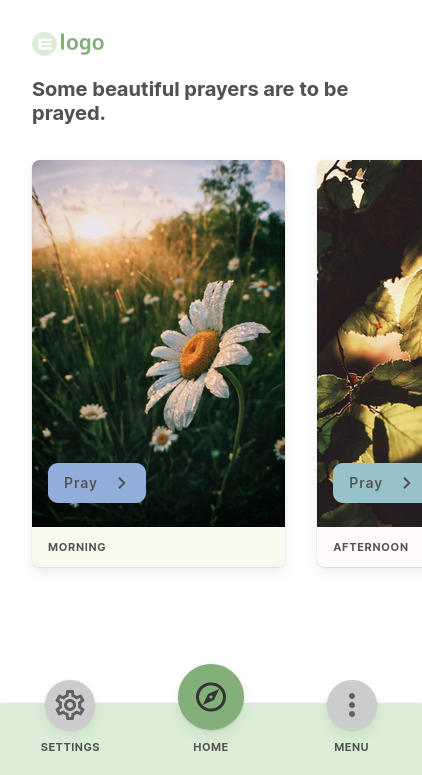 logo
Some beautiful prayers are to be
prayed.
Pray
Pray
MORNING
AFTERNOON
SETTINGS
HOME
MENU